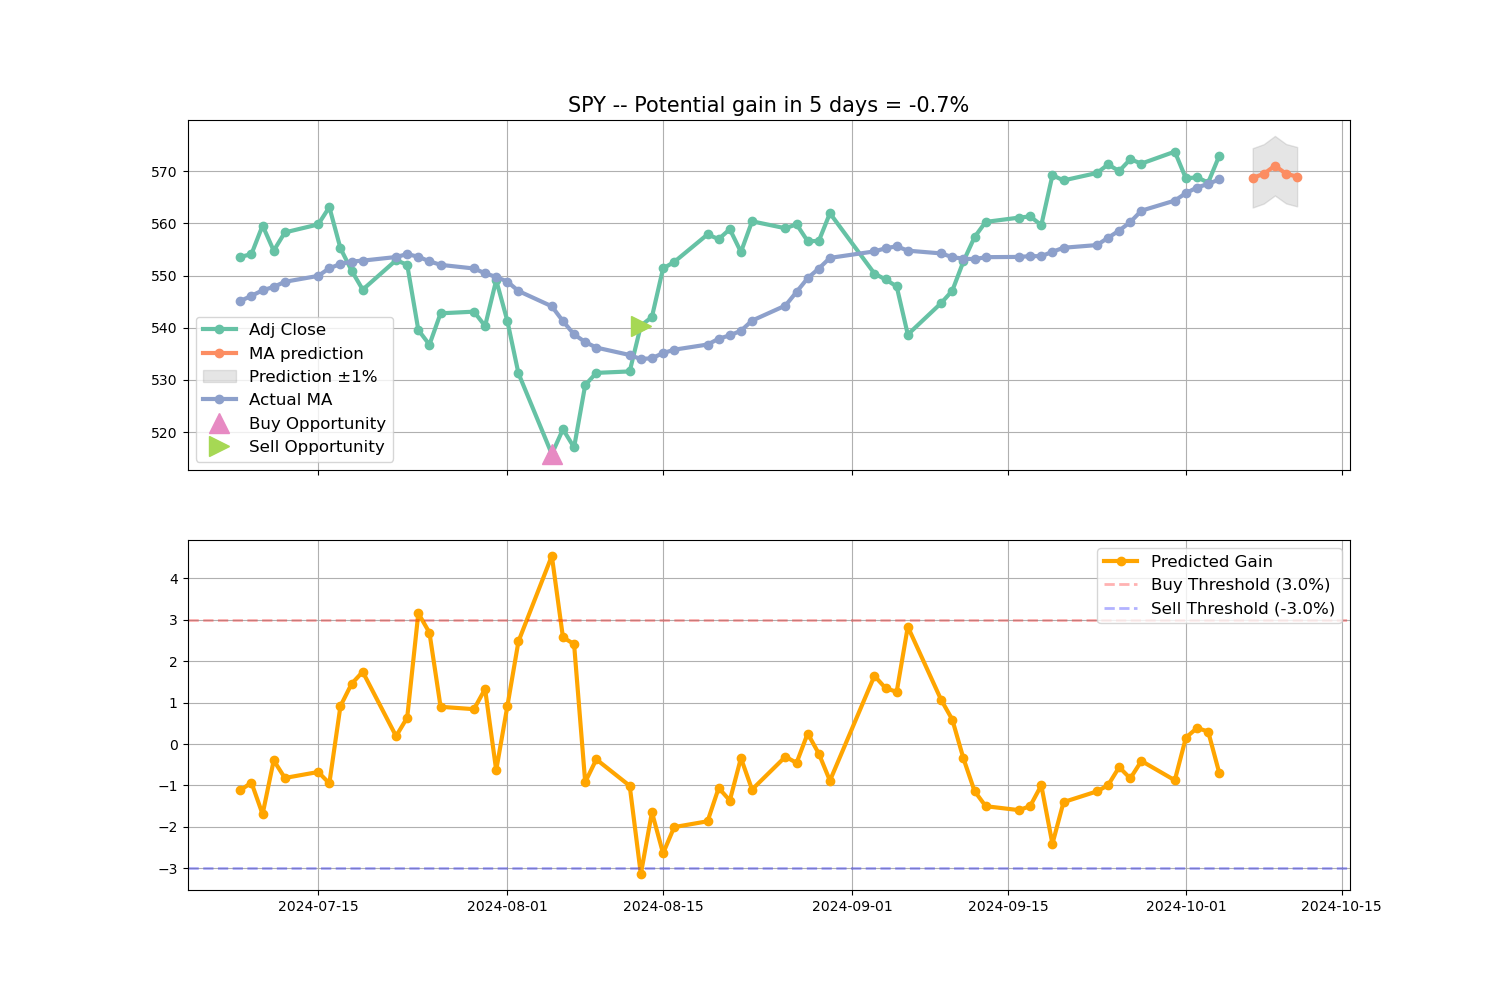 SPY -- Potential gain in 5 days = -0.7%
570
560
550
540
530
520
Adj Close
MA prediction
Prediction ±1%
Actual MA
Buy Opportunity
Sell Opportunity
4
3
2
1
0
−1
−2
−3
Predicted Gain
Buy Threshold (3.0%)
Sell Threshold (-3.0%)
2024-07-15 2024-08-01 2024-08-15 2024-09-01 2024-09-15 2024-10-01 2024-10-15